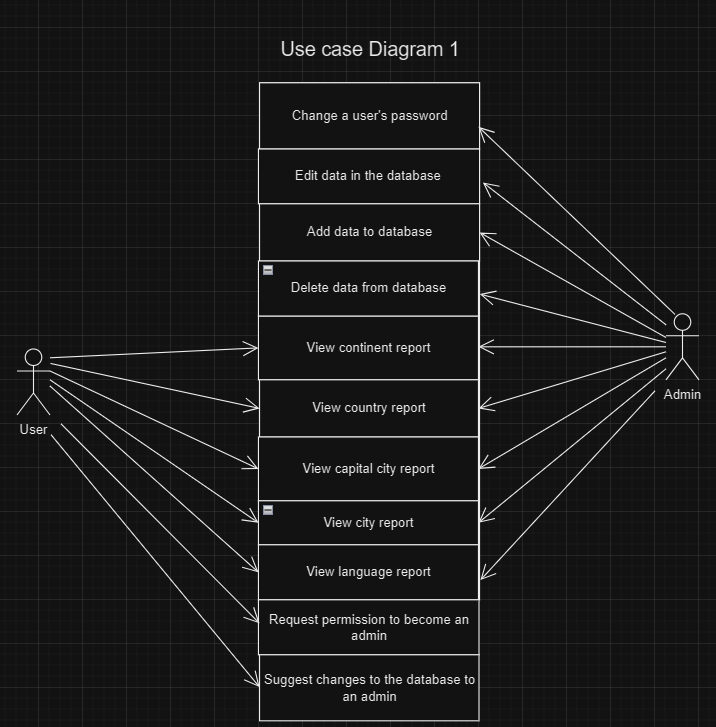 Use case Diagram 1
Change a user's password
Edit data in the database
Add data to database
Delete data from database
View continent report
View country report
View capital city report
View city report
View language report
Request permission to become an
admin
Suggest changes to the database to
an admin
User
Admin